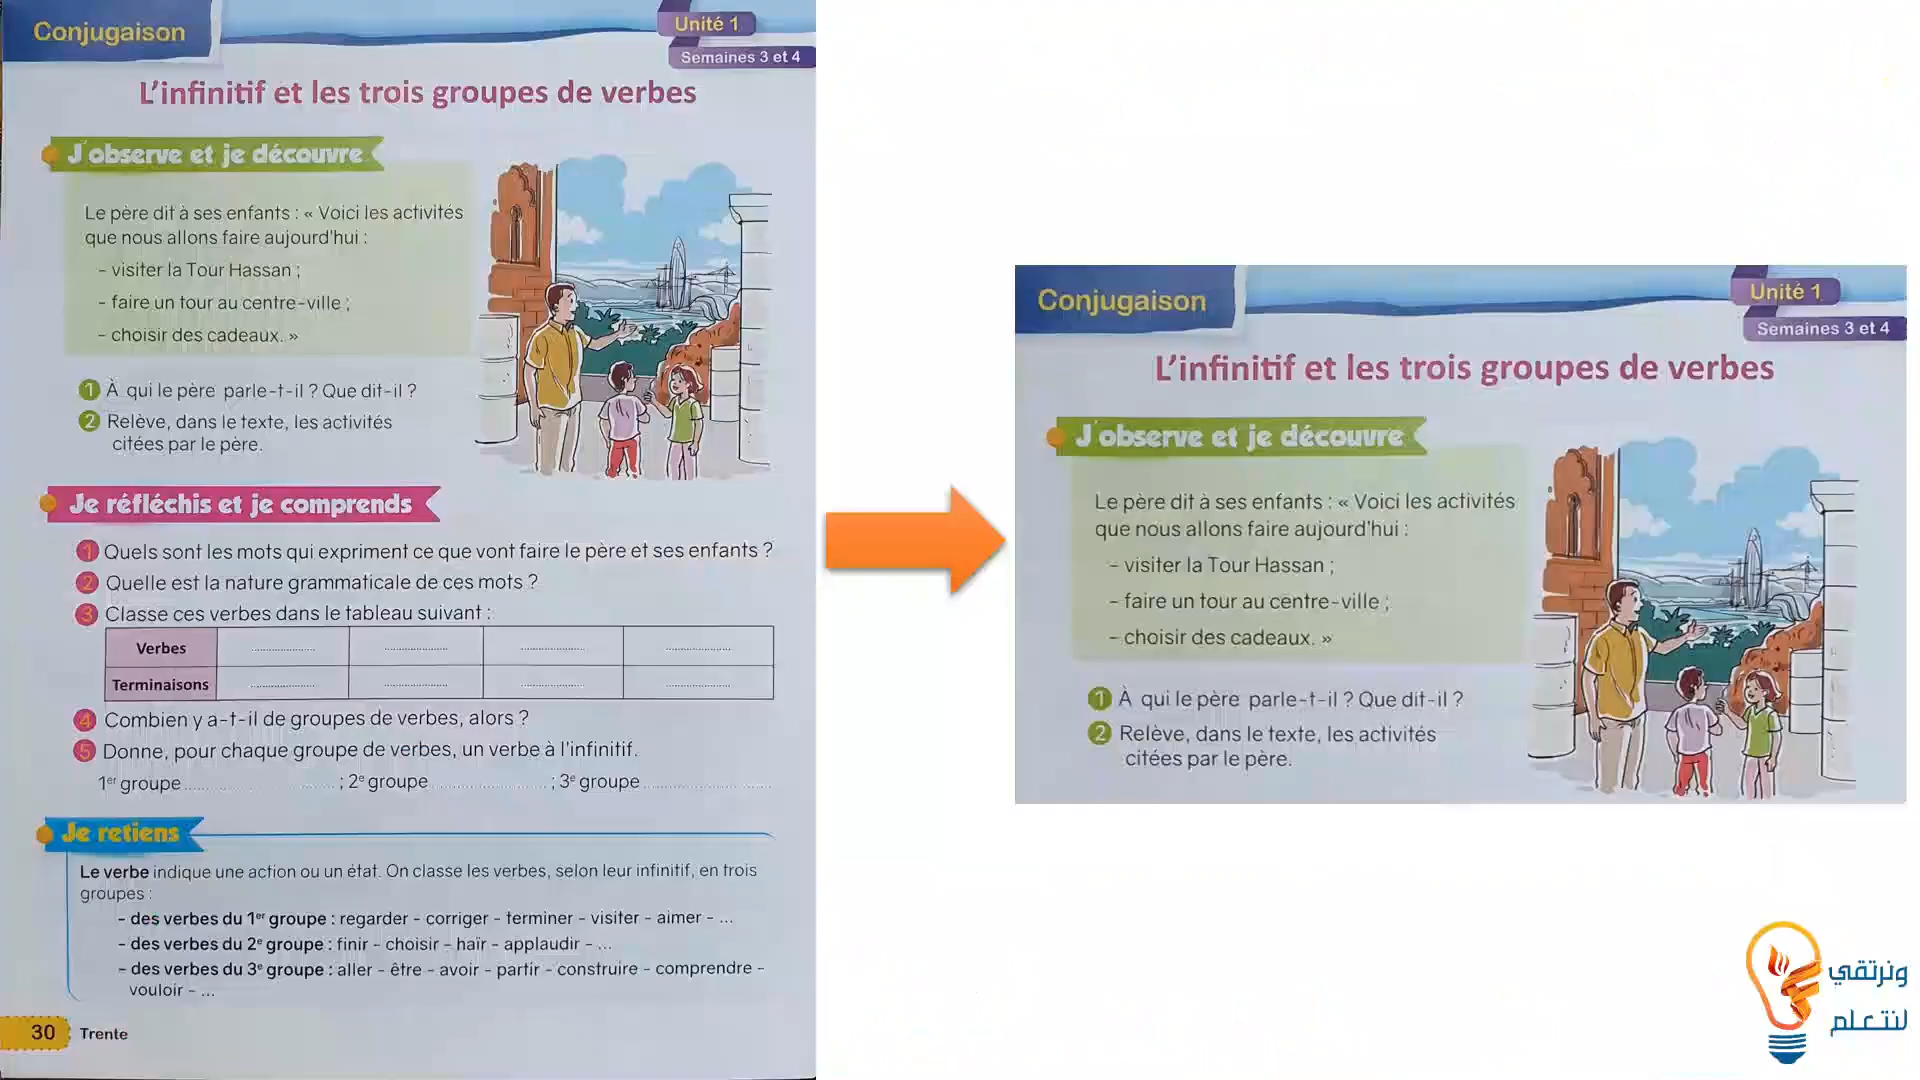 Conjugaison
Unité 1
Semaines 3 et 4
L'infinitif et les trois groupes de verbes
J'observe et je découvre
Le père dit à ses enfants : « Voici les activités
que nous allons faire aujourd'hui :
- visiter la Tour Hassan ;
- faire un tour au centre-ville ;
- choisir des cadeaux. »
1 À qui le père parle-t-il ? Que dit-il ?
2 Relève, dans le texte, les activités
citées par le père.
Je réfléchis et je comprends
1 Quels sont les mots qui expriment ce que vont faire le père et ses enfants ?
2 Quelle est la nature grammaticale de ces mots ?
3 Classe ces verbes dans le tableau suivant :
Verbes ........ ........ ........ ........
Terminaisons ........ ........ ........ ........
4 Combien y a-t-il de groupes de verbes, alors ?
5 Donne, pour chaque groupe de verbes, un verbe à l'infinitif.
1er groupe ........ ; 2e groupe ........ ; 3e groupe ........
Je retiens
Le verbe indique une action ou un état. On classe les verbes, selon leur infinitif, en trois
groupes :
- des verbes du 1er groupe : regarder - corriger - terminer - visiter - aimer - ...
- des verbes du 2e groupe : finir - choisir - haïr - applaudir - ...
- des verbes du 3e groupe : aller - être - avoir - partir - construire - comprendre -
vouloir - ...
30 Trente
Conjugaison
Unité 1
Semaines 3 et 4
L'infinitif et les trois groupes de verbes
J'observe et je découvre
Le père dit à ses enfants : « Voici les activités
que nous allons faire aujourd'hui :
- visiter la Tour Hassan ;
- faire un tour au centre-ville ;
- choisir des cadeaux. »
1 À qui le père parle-t-il ? Que dit-il ?
2 Relève, dans le texte, les activités
citées par le père.
ونرتقي
لنتعلم